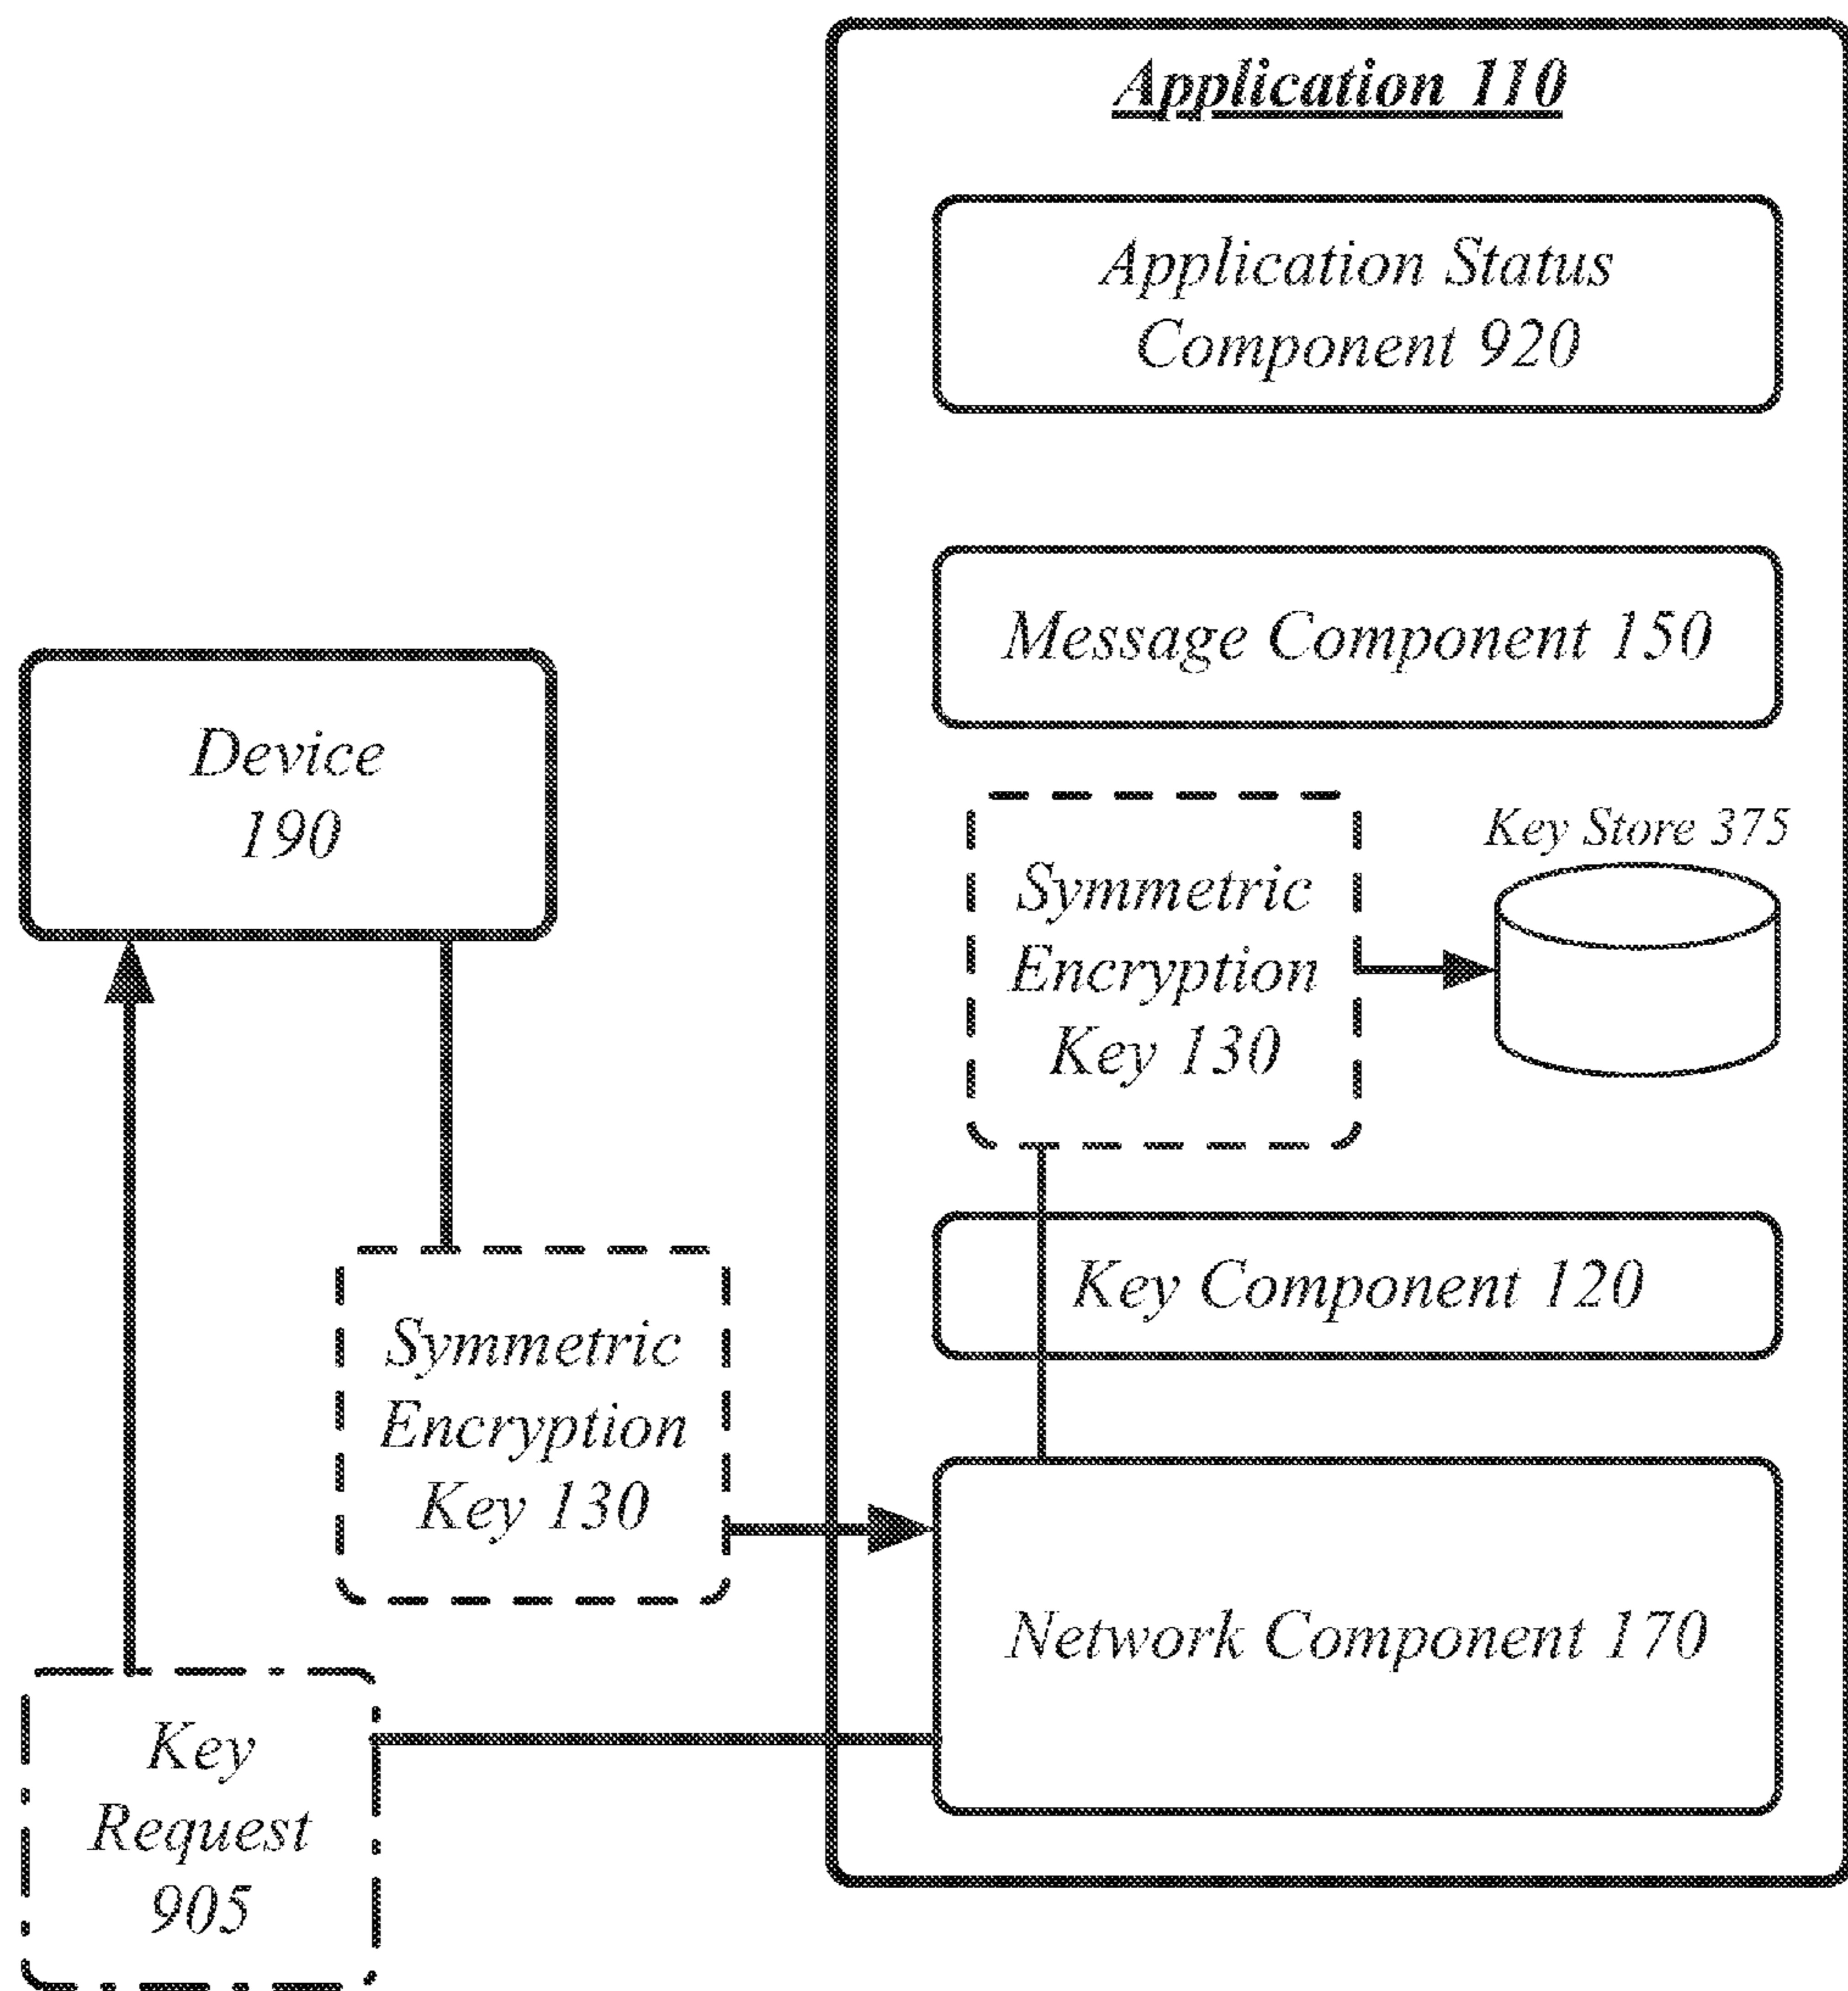 Application 110
Application Status
Component 920
Message Component 150
Device
190
Key Store 375
Symmetric
Encryption
Key 130
Key Component 120
Symmetric
Encryption
Key 130
Network Component 170
Key
Request
905